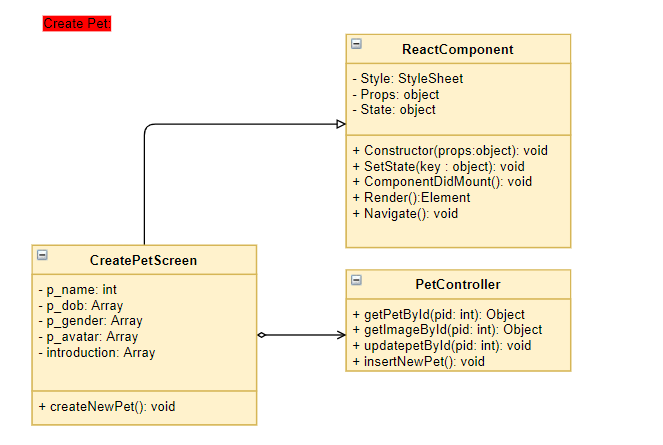 Create Pet:
ReactComponent
- Style: StyleSheet
- Props: object
- State: object
+ Constructor(props:object): void
+ SetState(key : object): void
+ ComponentDidMount(): void
+ Render():Element
+ Navigate(): void
CreatePetScreen
- p_name: int
- p_dob: Array
- p_gender: Array
- p_avatar: Array
- introduction: Array
+ createNewPet(): void
PetController
+ getPetById(pid: int): Object
+ getImageById(pid: int): Object
+ updatepetById(pid: int): void
+ insertNewPet(): void